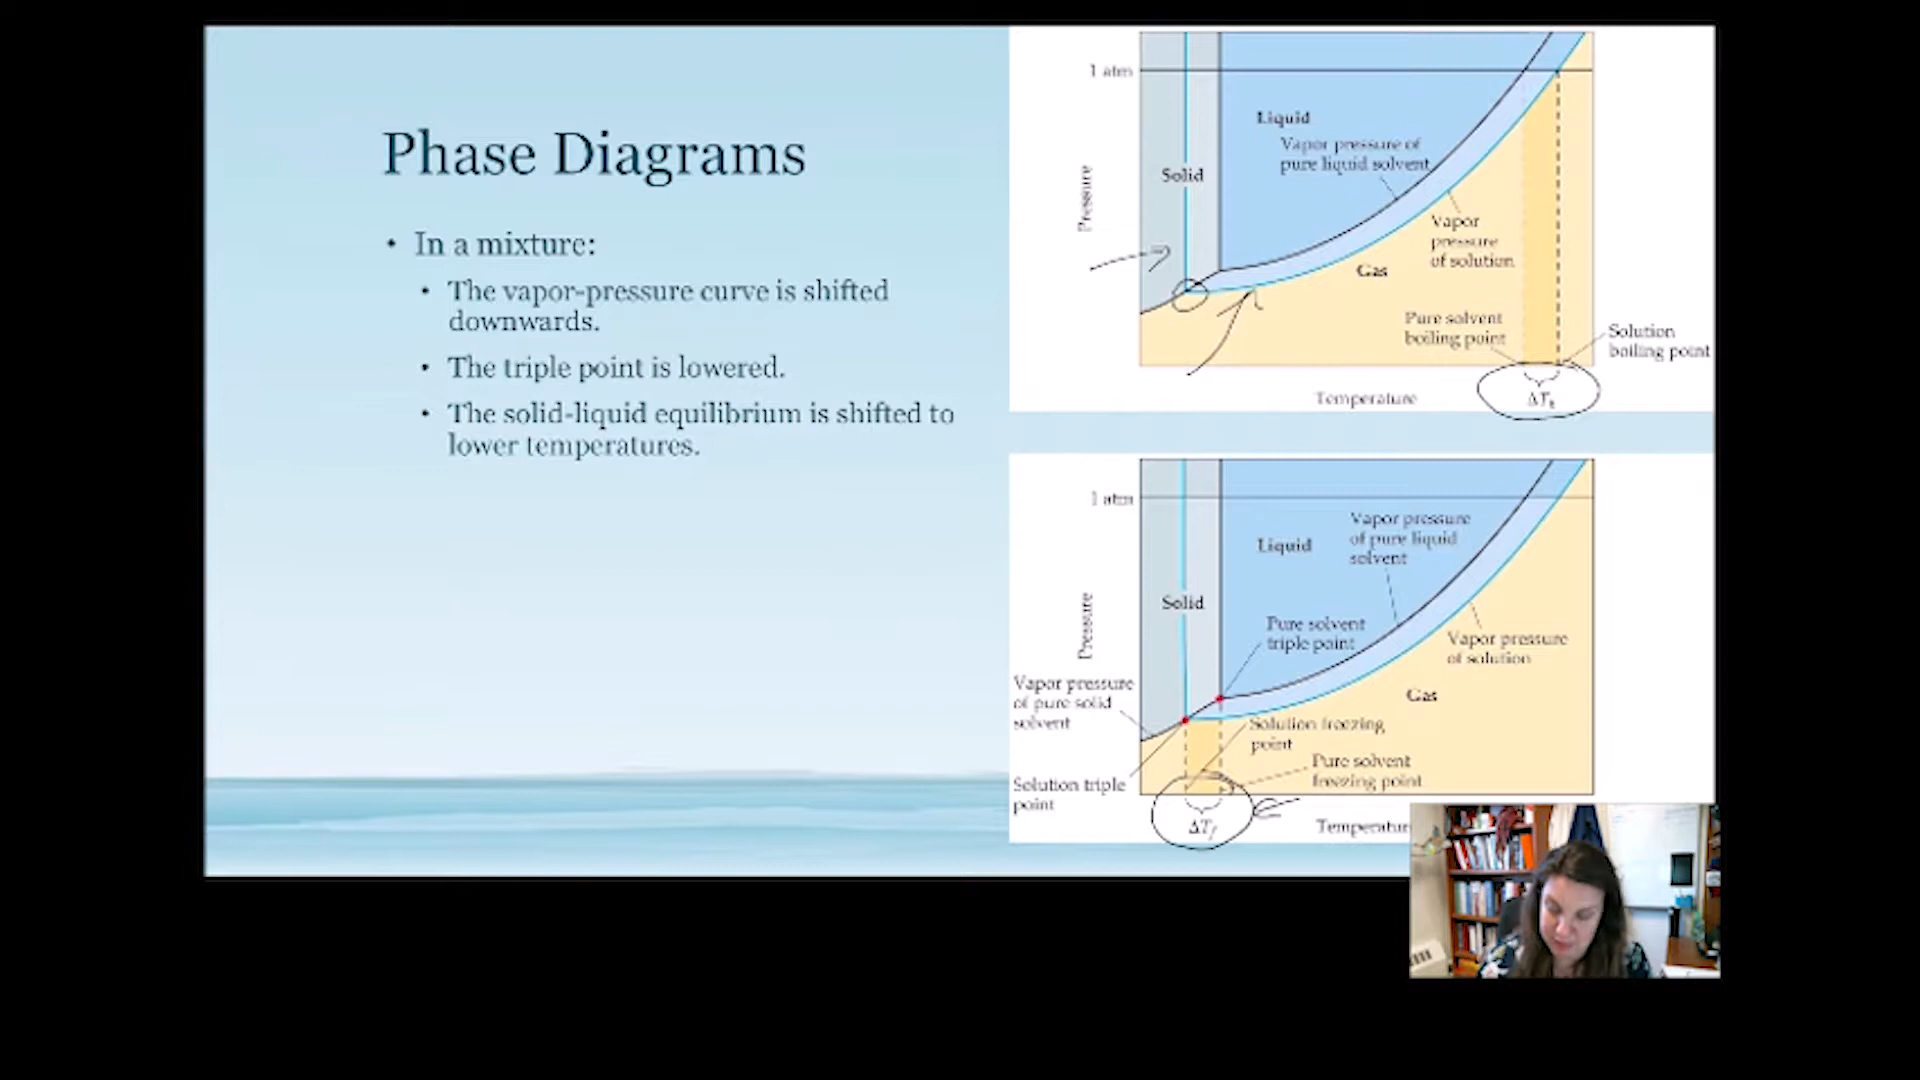 Phase Diagrams
• In a mixture:
• The vapor-pressure curve is shifted
downwards.
• The triple point is lowered.
• The solid-liquid equilibrium is shifted to
lower temperatures.
1 atm
Pressure
Solid
Liquid
Vapor pressure of
pure liquid solvent
Vapor
pressure
of solution
Gas
Pure solvent
boiling point
Solution
boiling point
Temperature
ΔTb
1 atm
Pressure
Solid
Liquid
Vapor pressure
of pure liquid
solvent
Pure solvent
triple point
Vapor pressure
of solution
Gas
Vapor pressure
of pure solid
solvent
Solution freezing
point
Pure solvent
freezing point
Solution triple
point
ΔTf
Temperatur